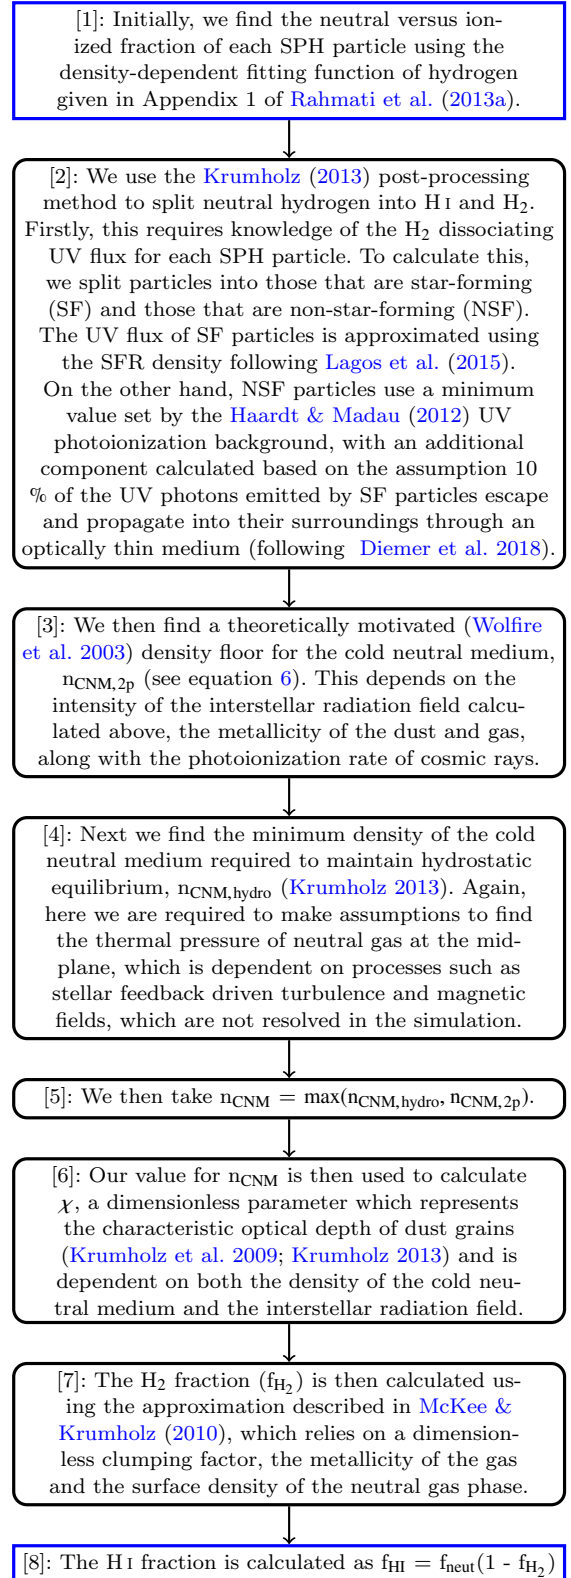 [1]: Initially, we find the neutral versus ion-
ized fraction of each SPH particle using the
density-dependent fitting function of hydrogen
given in Appendix 1 of Rahmati et al. (2013a).
[2]: We use the Krumholz (2013) post-processing
method to split neutral hydrogen into H I and H₂.
Firstly, this requires knowledge of the H₂ dissociating
UV flux for each SPH particle. To calculate this,
we split particles into those that are star-forming
(SF) and those that are non-star-forming (NSF).
The UV flux of SF particles is approximated using
the SFR density following Lagos et al. (2015).
On the other hand, NSF particles use a minimum
value set by the Haardt & Madau (2012) UV
photoionization background, with an additional
component calculated based on the assumption 10
% of the UV photons emitted by SF particles escape
and propagate into their surroundings through an
optically thin medium (following Diemer et al. 2018).
[3]: We then find a theoretically motivated (Wolfire
et al. 2003) density floor for the cold neutral medium,
n_CNM,2p (see equation 6). This depends on the
intensity of the interstellar radiation field calcu-
lated above, the metallicity of the dust and gas,
along with the photoionization rate of cosmic rays.
[4]: Next we find the minimum density of the cold
neutral medium required to maintain hydrostatic
equilibrium, n_CNM,hydro (Krumholz 2013). Again,
here we are required to make assumptions to find
the thermal pressure of neutral gas at the mid-
plane, which is dependent on processes such as
stellar feedback driven turbulence and magnetic
fields, which are not resolved in the simulation.
[5]: We then take n_CNM = max(n_CNM,hydro, n_CNM,2p).
[6]: Our value for n_CNM is then used to calculate
χ, a dimensionless parameter which represents
the characteristic optical depth of dust grains
(Krumholz et al. 2009; Krumholz 2013) and is
dependent on both the density of the cold neu-
tral medium and the interstellar radiation field.
[7]: The H₂ fraction (f_H₂) is then calculated us-
ing the approximation described in McKee &
Krumholz (2010), which relies on a dimension-
less clumping factor, the metallicity of the gas
and the surface density of the neutral gas phase.
[8]: The H I fraction is calculated as f_HI = f_neut(1 - f_H₂)